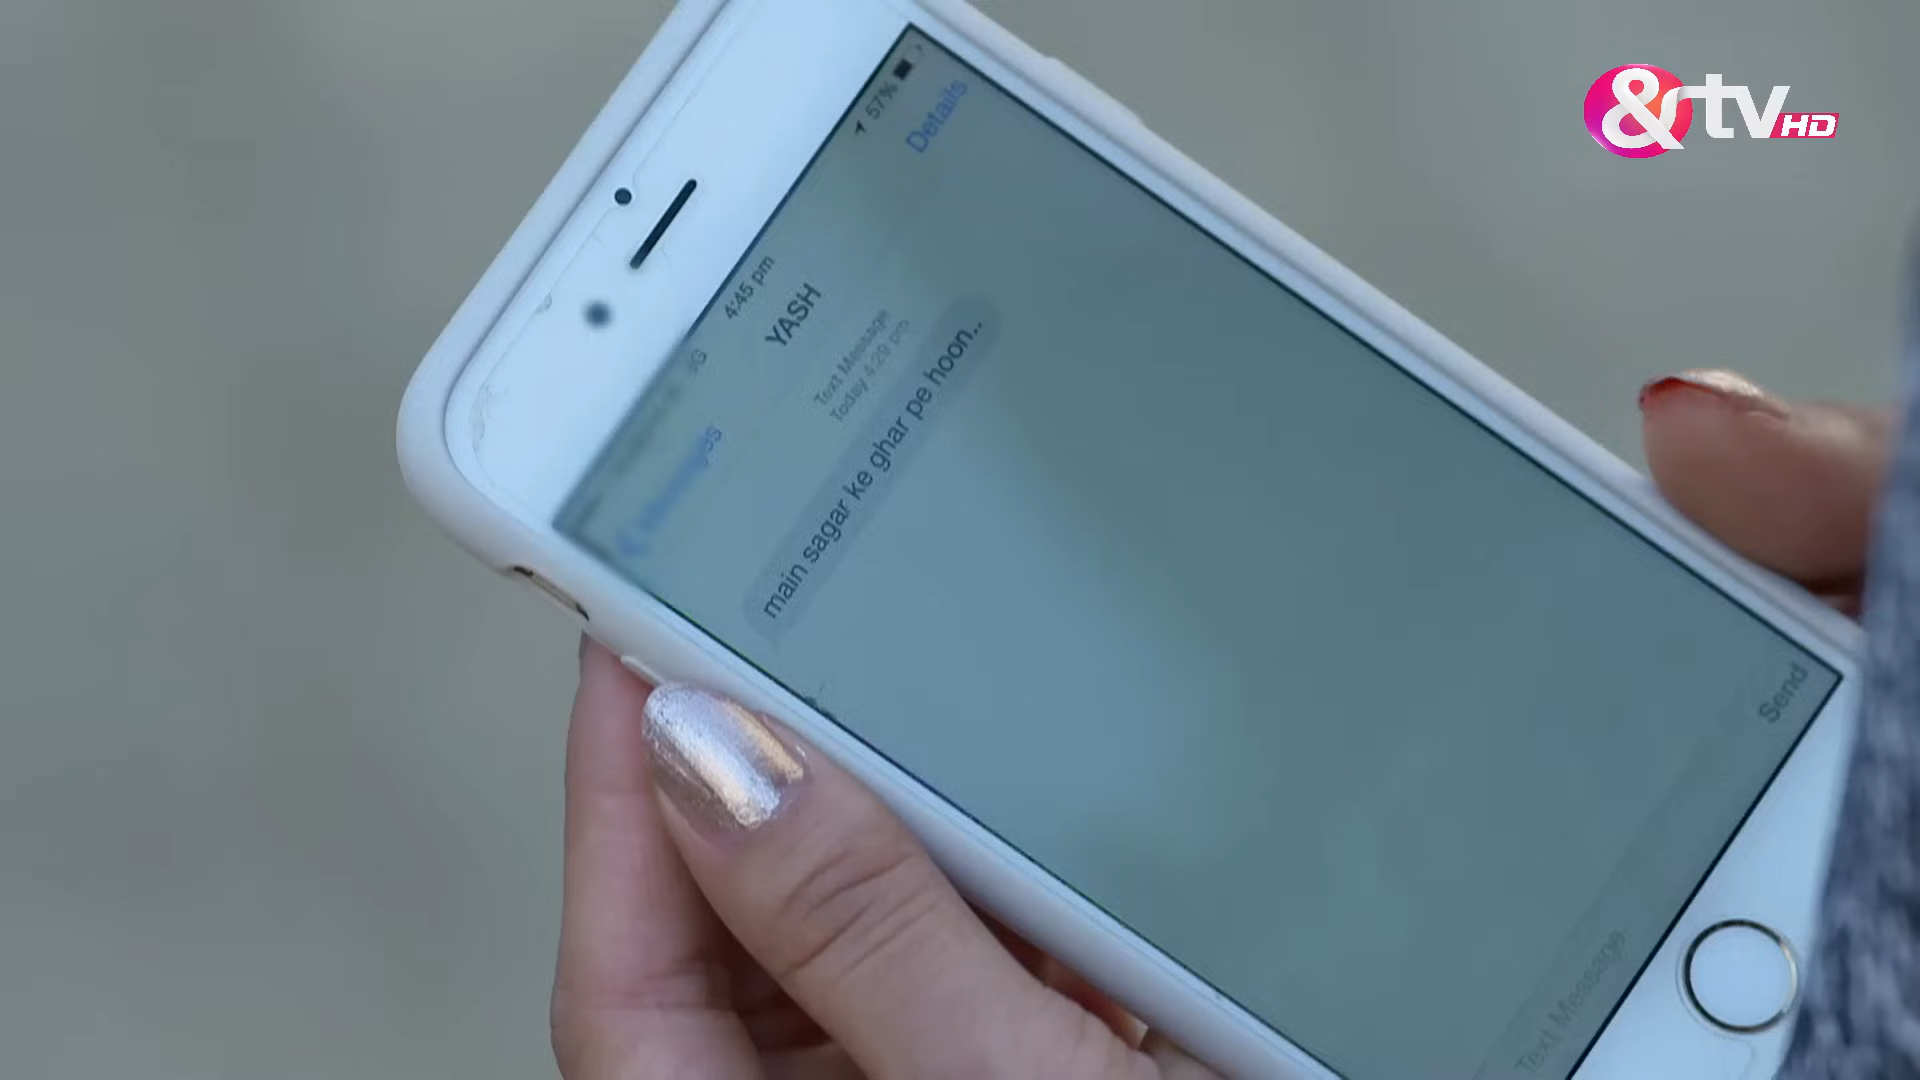 &tv HD
4:45 pm
57%
YASH
Details
Text Message
Today 4:29 pm
main sagar ke ghar pe hoon..
Text Message
Send